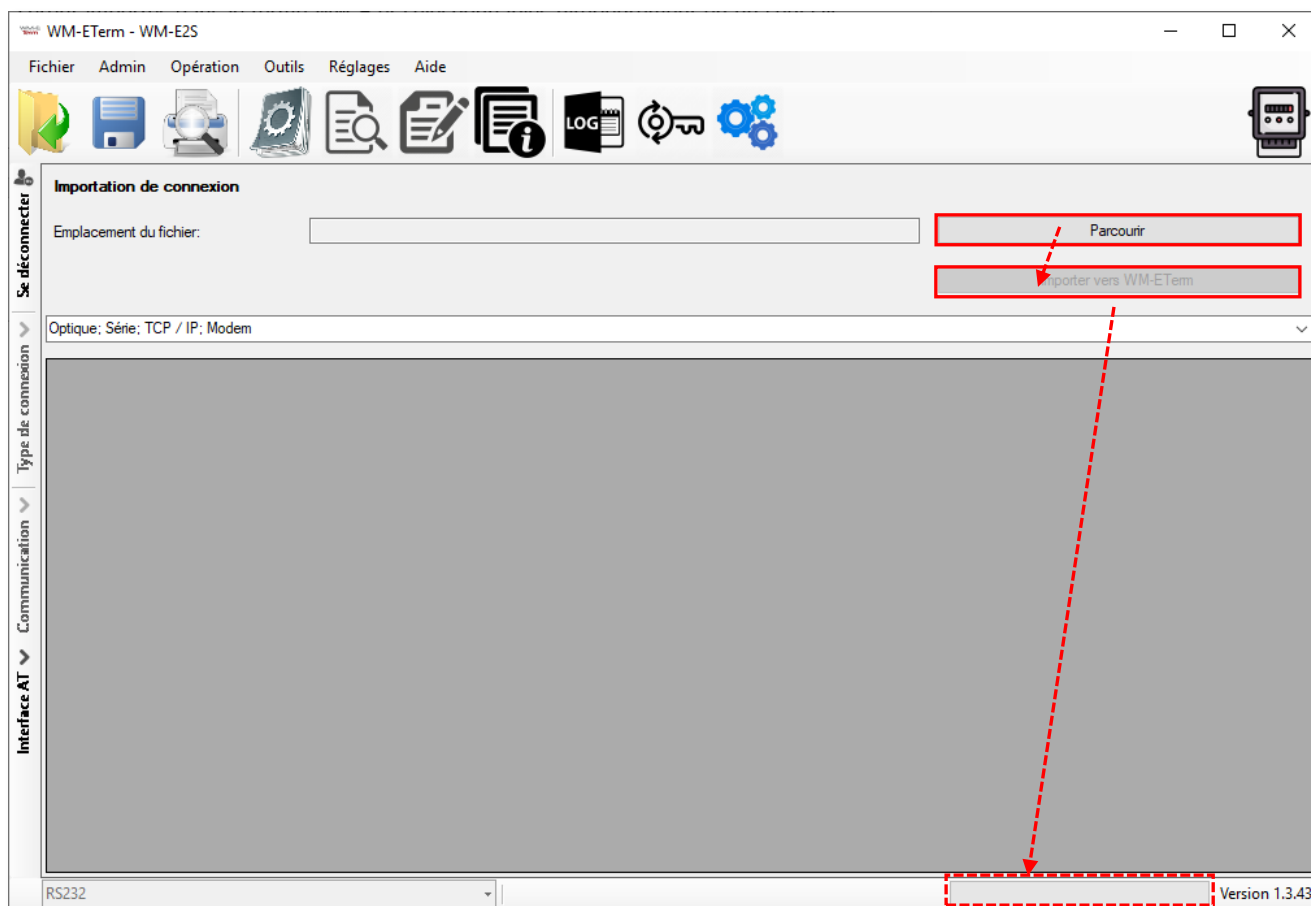 WM-ETerm - WM-E2S
Fichier Admin Opération Outils Réglages Aide
LOG
Se déconnecter
Type de connexion
Communication
Interface AT
Importation de connexion
Emplacement du fichier:
Parcourir
Importer vers WM-ETerm
Optique; Série; TCP / IP; Modem
RS232
Version 1.3.43